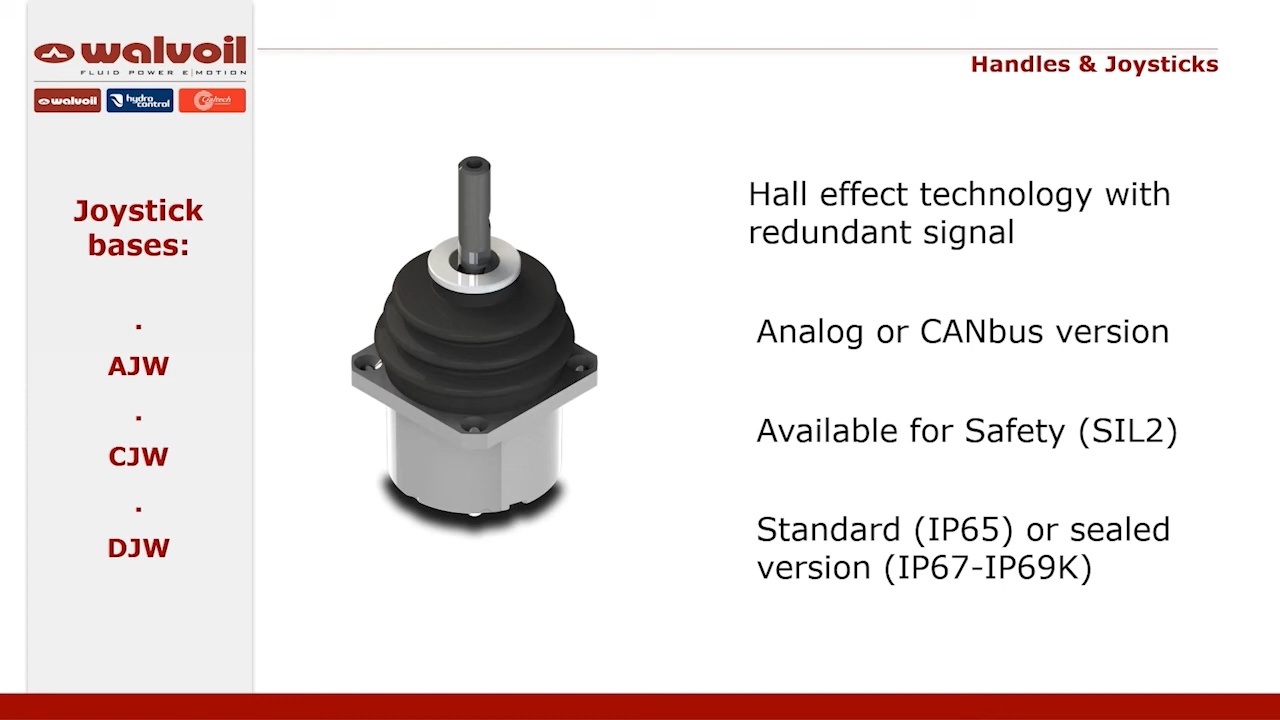 walvoil
FLUID POWER E|MOTION
walvoil
hydro
control
Galtech
Handles & Joysticks
Joystick
bases:
.
AJW
.
CJW
.
DJW
Hall effect technology with
redundant signal
Analog or CANbus version
Available for Safety (SIL2)
Standard (IP65) or sealed
version (IP67-IP69K)